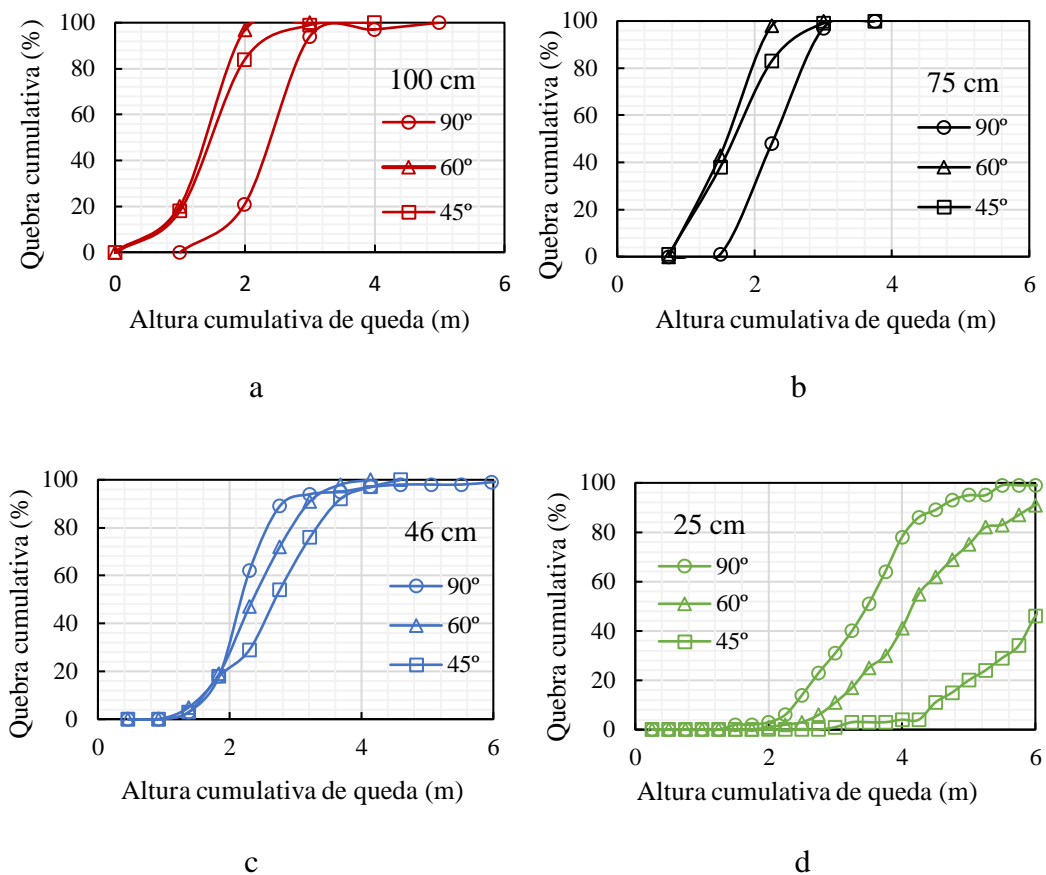 100
80
60
40
20
0
Quebra cumulativa (%)
100 cm
90º
60º
45º
0 2 4 6
Altura cumulativa de queda (m)
a
100
80
60
40
20
0
Quebra cumulativa (%)
75 cm
90º
60º
45º
0 2 4 6
Altura cumulativa de queda (m)
b
100
80
60
40
20
0
Quebra cumulativa (%)
46 cm
90º
60º
45º
0 2 4 6
Altura cumulativa de queda (m)
c
100
80
60
40
20
0
Quebra cumulativa (%)
25 cm
90º
60º
45º
0 2 4 6
Altura cumulativa de queda (m)
d